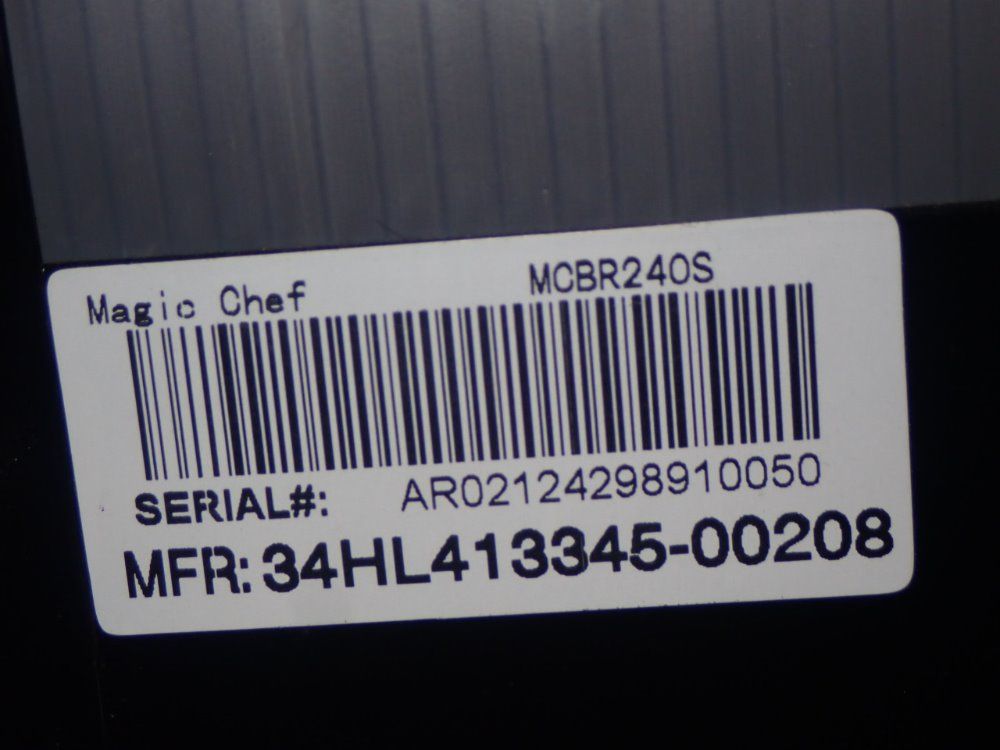 Magic Chef MCBR240S
SERIAL#: AR02124298910050
MFR: 34HL413345-00208